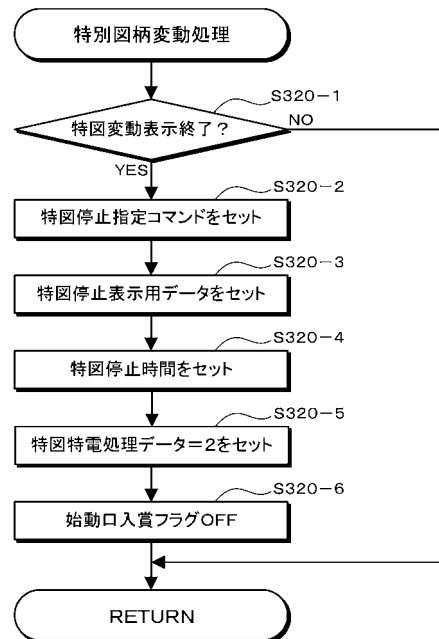 特別図柄変動処理
S320-1
特図変動表示終了？
NO
YES
S320-2
特図停止指定コマンドをセット
S320-3
特図停止表示用データをセット
S320-4
特図停止時間をセット
S320-5
特図特電処理データ＝2をセット
S320-6
始動口入賞フラグOFF
RETURN